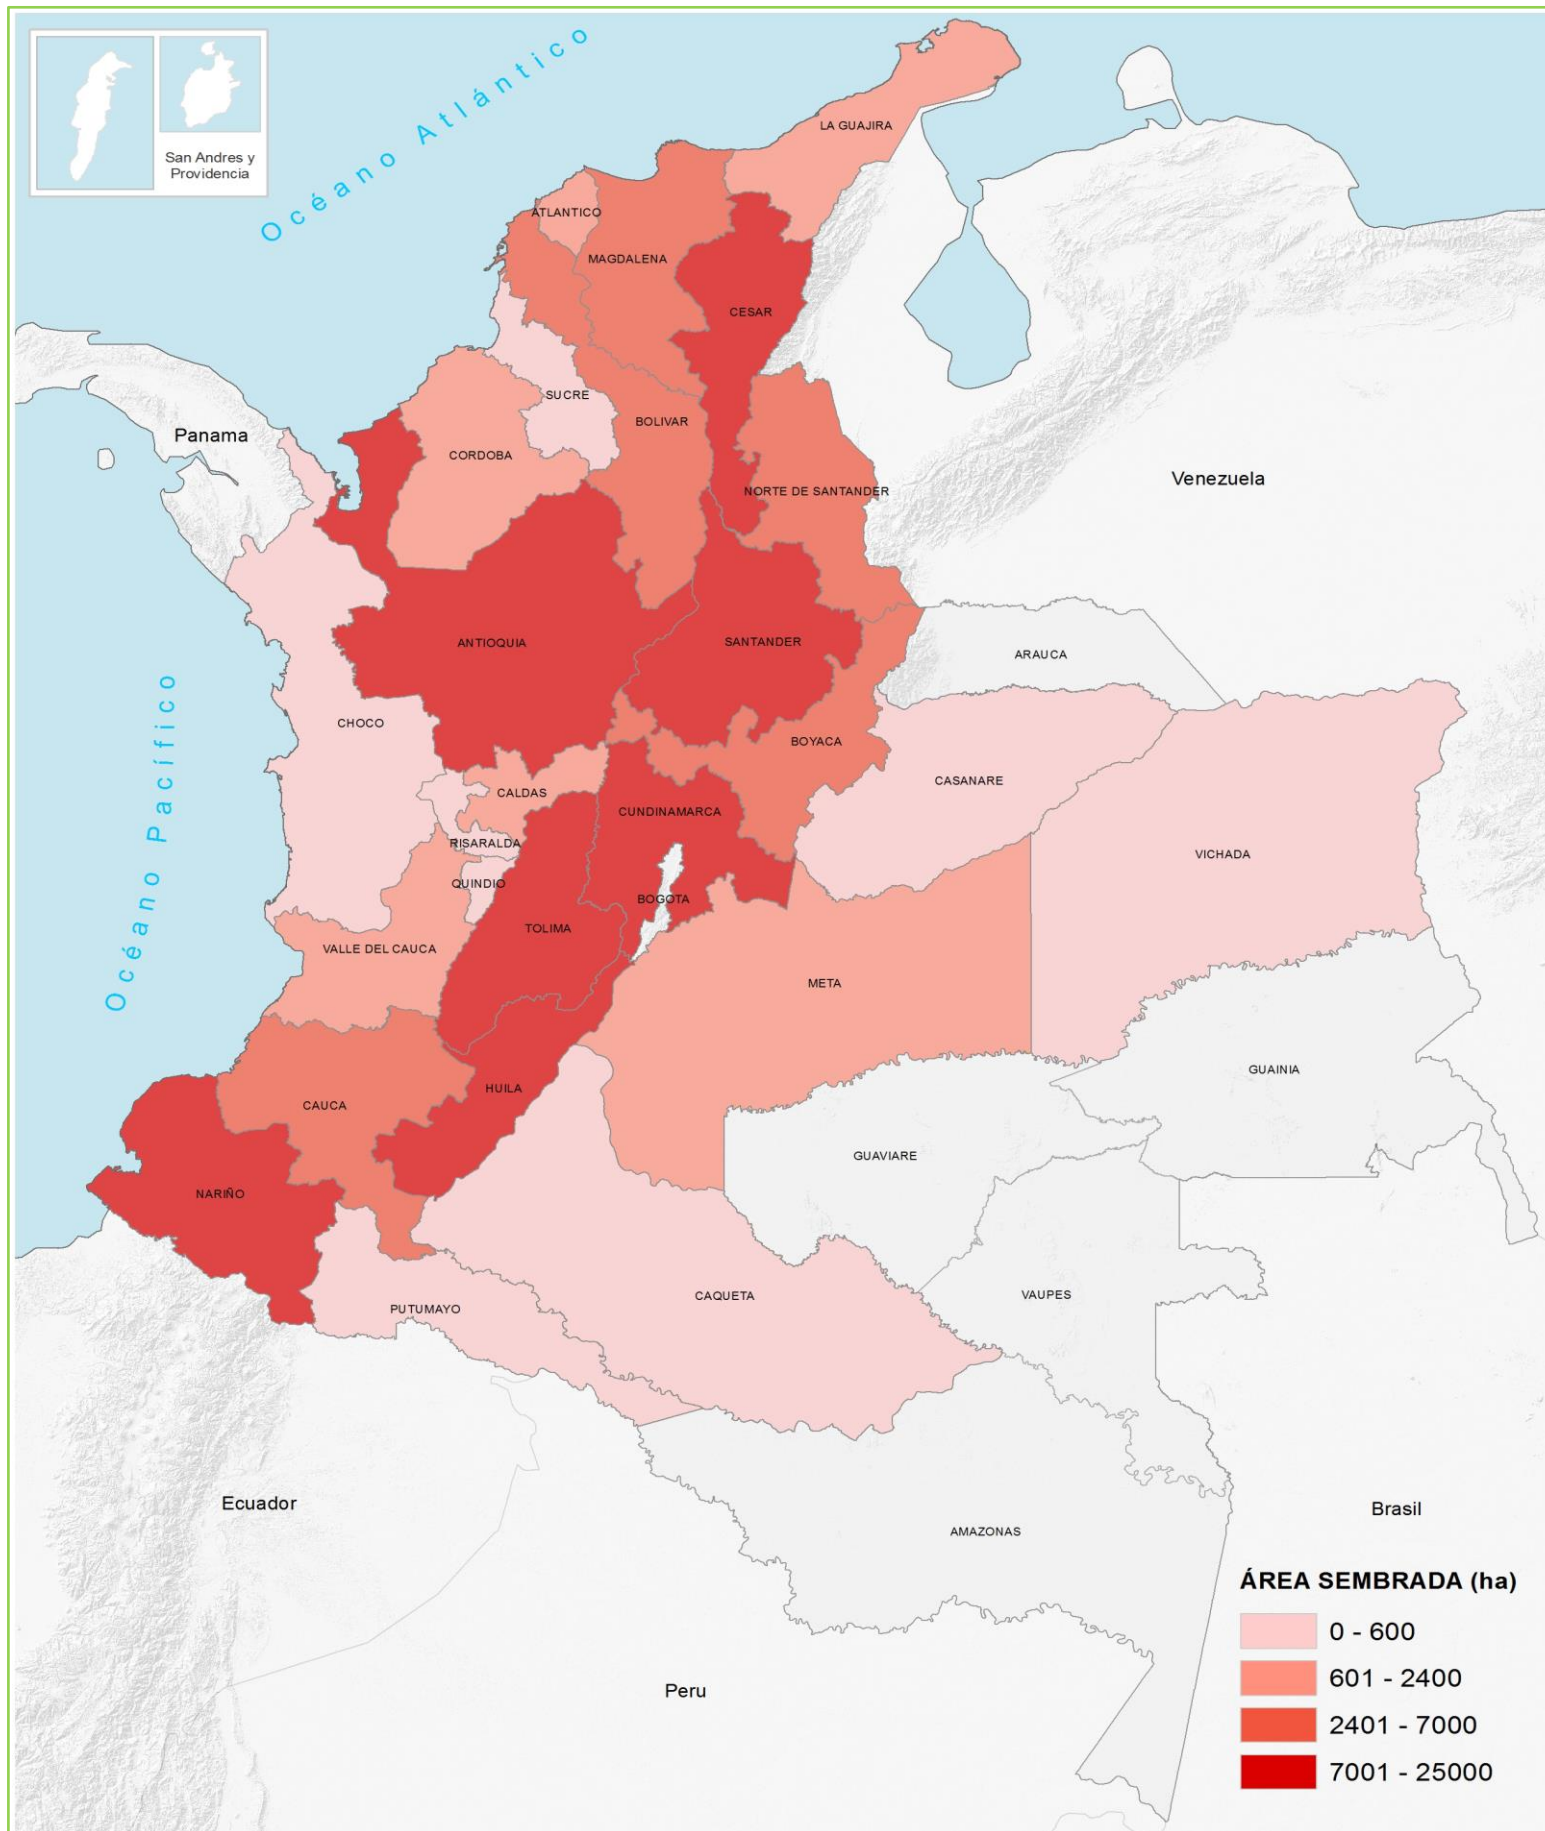 San Andres y
Providencia
Océano Atlántico
LA GUAJIRA
ATLANTICO
MAGDALENA
CESAR
SUCRE
BOLIVAR
Panama
CORDOBA
Venezuela
NORTE DE SANTANDER
ANTIOQUIA
SANTANDER
ARAUCA
Océano Pacífico
CHOCO
BOYACA
CASANARE
CALDAS
CUNDINAMARCA
RISARALDA
VICHADA
QUINDIO
BOGOTA
TOLIMA
VALLE DEL CAUCA
META
GUAINIA
HUILA
CAUCA
GUAVIARE
NARIÑO
CAQUETA
VAUPES
PUTUMAYO
Ecuador
Brasil
AMAZONAS
Peru
ÁREA SEMBRADA (ha)
0 - 600
601 - 2400
2401 - 7000
7001 - 25000